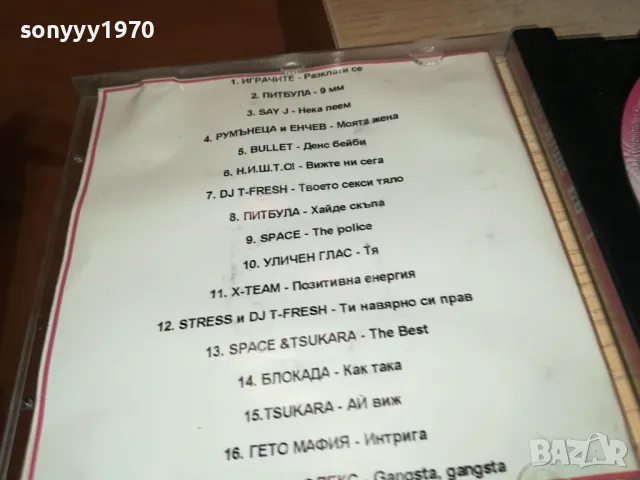 sonyyy1970
1. ИГРАЧИТЕ - Разклати се
2. ПИТБУЛА - 9 мм
3. SAY J - Нека пеем
4. РУМЪНЕЦА и ЕНЧЕВ - Моята жена
5. BULLET - Денс бейби
6. Н.И.Ш.Т.О! - Вижте ни сега
7. DJ T-FRESH - Твоето секси тяло
8. ПИТБУЛА - Хайде скъпа
9. SPACE - The police
10. УЛИЧЕН ГЛАС - Тя
11. X-TEAM - Позитивна енергия
12. STRESS и DJ T-FRESH - Ти навярно си прав
13. SPACE &TSUKARA - The Best
14. БЛОКАДА - Как така
15.TSUKARA - АЙ виж
16. ГЕТО МАФИЯ - Интрига
- Gangsta, gangsta
BAZAR
bg